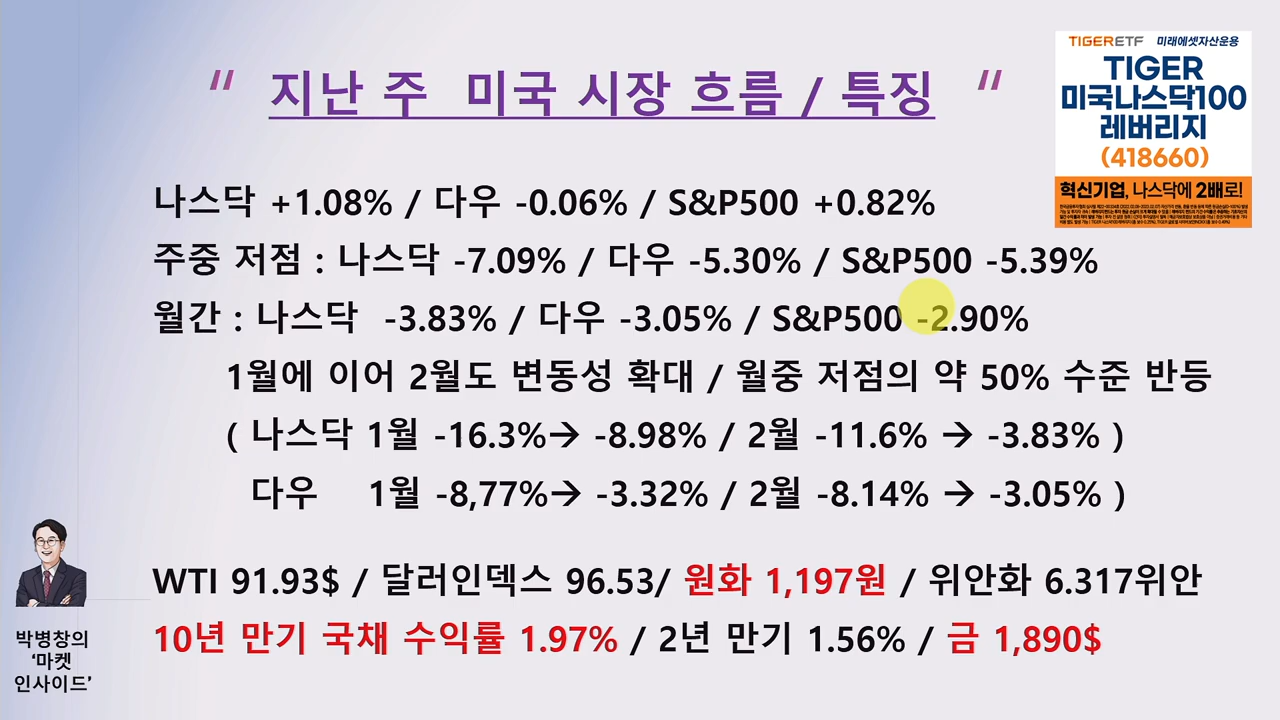 “ 지난 주 미국 시장 흐름 / 특징 “
TIGERETF 미래에셋자산운용
TIGER
미국나스닥100
레버리지
(418660)
혁신기업, 나스닥에 2배로!
나스닥 +1.08% / 다우 -0.06% / S&P500 +0.82%
주중 저점 : 나스닥 -7.09% / 다우 -5.30% / S&P500 -5.39%
월간 : 나스닥 -3.83% / 다우 -3.05% / S&P500 -2.90%
1월에 이어 2월도 변동성 확대 / 월중 저점의 약 50% 수준 반등
( 나스닥 1월 -16.3%→ -8.98% / 2월 -11.6% → -3.83% )
다우 1월 -8,77%→ -3.32% / 2월 -8.14% → -3.05% )
WTI 91.93$ / 달러인덱스 96.53/ 원화 1,197원 / 위안화 6.317위안
10년 만기 국채 수익률 1.97% / 2년 만기 1.56% / 금 1,890$
박병창의
‘마켓
인사이드’